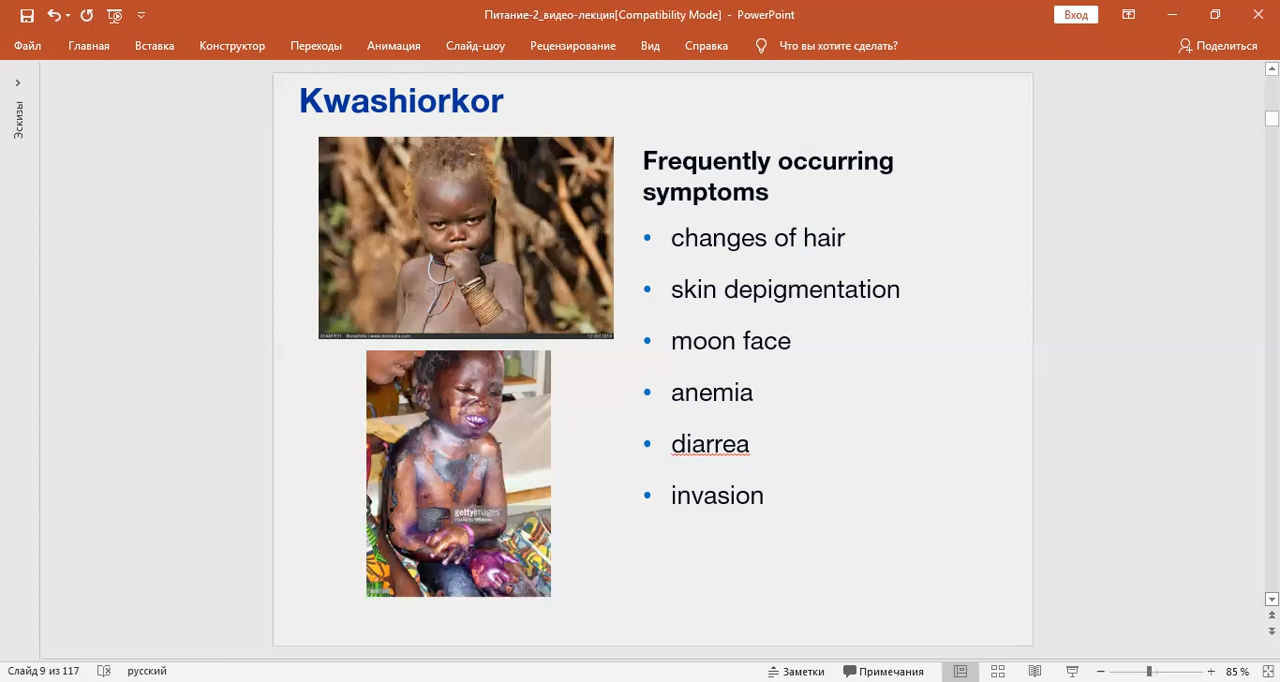 Питание-2_видео-лекция[Compatibility Mode] - PowerPoint
Вход
Файл
Главная
Вставка
Конструктор
Переходы
Анимация
Слайд-шоу
Рецензирование
Вид
Справка
Что вы хотите сделать?
Поделиться
Эскизы
Kwashiorkor
Frequently occurring
symptoms
• changes of hair
• skin depigmentation
• moon face
• anemia
• diarrea
• invasion
gettyimages
Слайд 9 из 117
русский
Заметки
Примечания
85 %